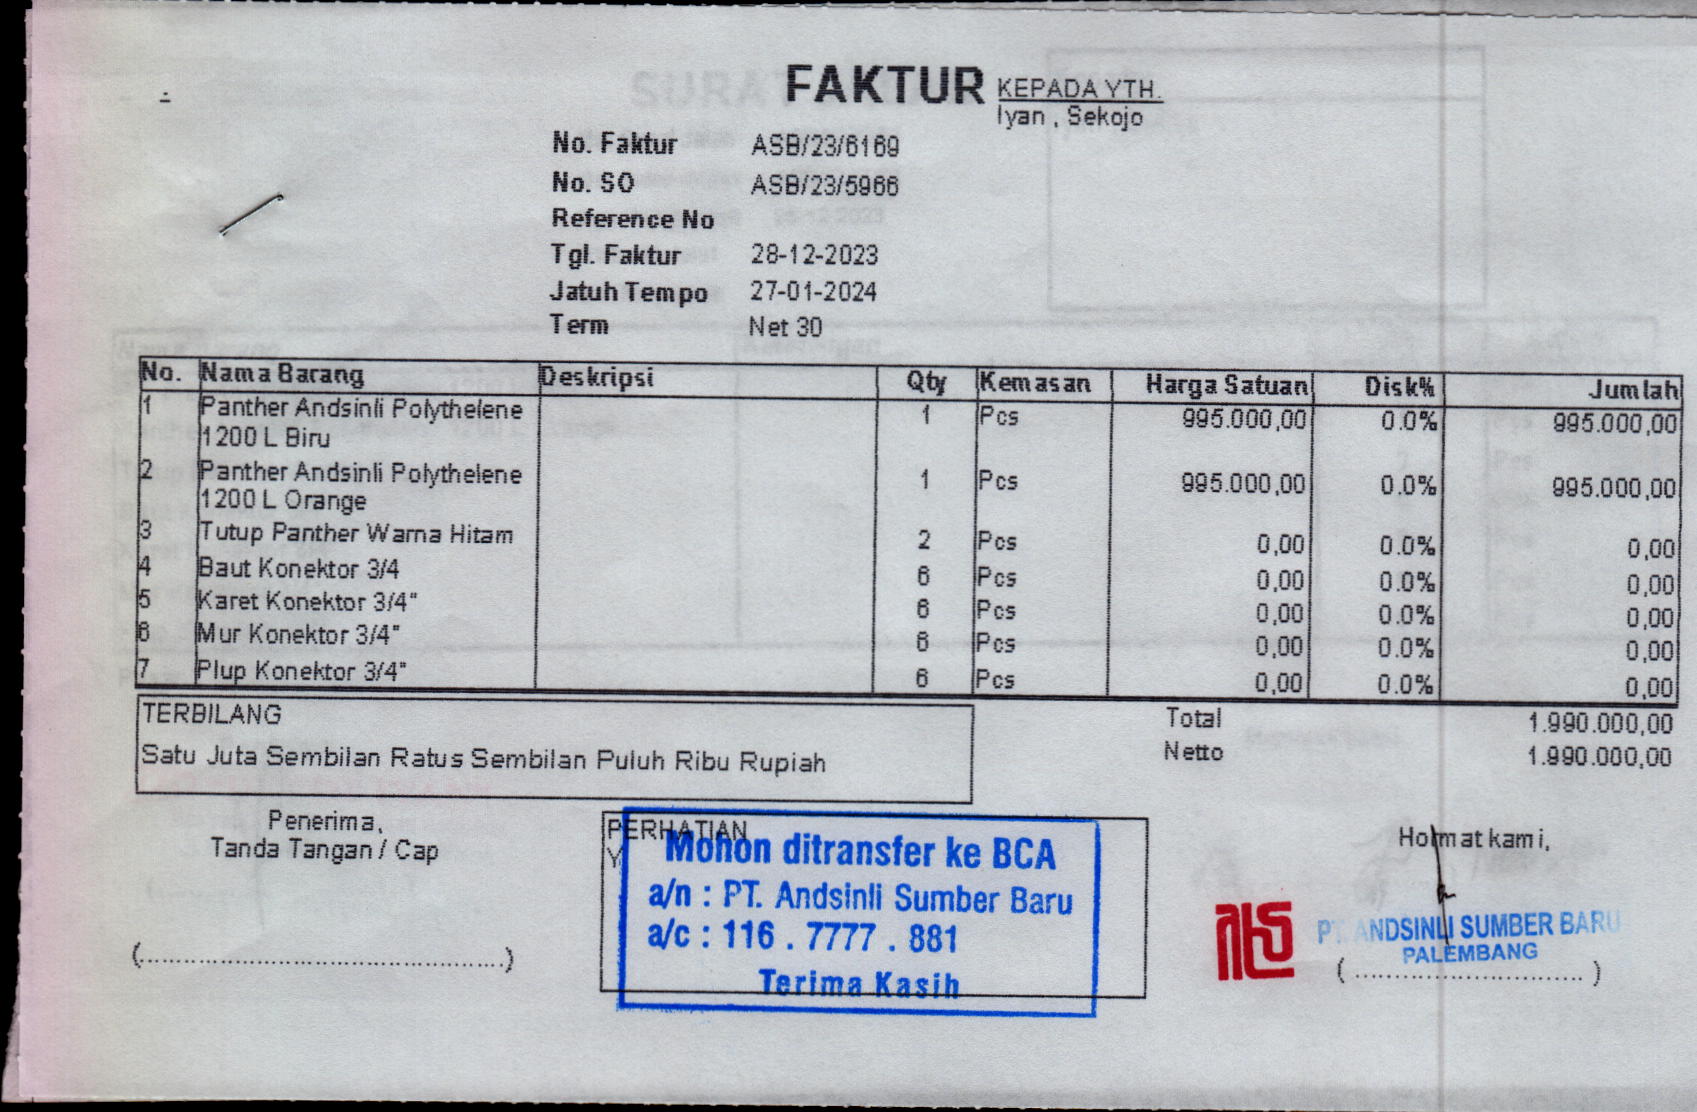 FAKTUR
KEPADA YTH.
Iyan , Sekojo
No. Faktur ASB/23/6169
No. SO ASB/23/5966
Reference No
Tgl. Faktur 28-12-2023
Jatuh Tempo 27-01-2024
Term Net 30
No. Nama Barang Deskripsi Qty Kemasan Harga Satuan Disk% Jumlah
1 Panther Andsinli Polythelene 1 Pcs 995.000,00 0.0% 995.000,00
1200 L Biru
2 Panther Andsinli Polythelene 1 Pcs 995.000,00 0.0% 995.000,00
1200 L Orange
3 Tutup Panther Warna Hitam 2 Pcs 0,00 0.0% 0,00
4 Baut Konektor 3/4 6 Pcs 0,00 0.0% 0,00
5 Karet Konektor 3/4" 6 Pcs 0,00 0.0% 0,00
6 Mur Konektor 3/4" 6 Pcs 0,00 0.0% 0,00
7 Plup Konektor 3/4" 6 Pcs 0,00 0.0% 0,00
TERBILANG
Satu Juta Sembilan Ratus Sembilan Puluh Ribu Rupiah
Total 1.990.000,00
Netto 1.990.000,00
Penerima,
Tanda Tangan / Cap
(................................................)
PERHATIAN
Mohon ditransfer ke BCA
a/n : PT. Andsinli Sumber Baru
a/c : 116 . 7777 . 881
Terima Kasih
Hormat kami,
PT. ANDSINLI SUMBER BARU
PALEMBANG
(..............................)